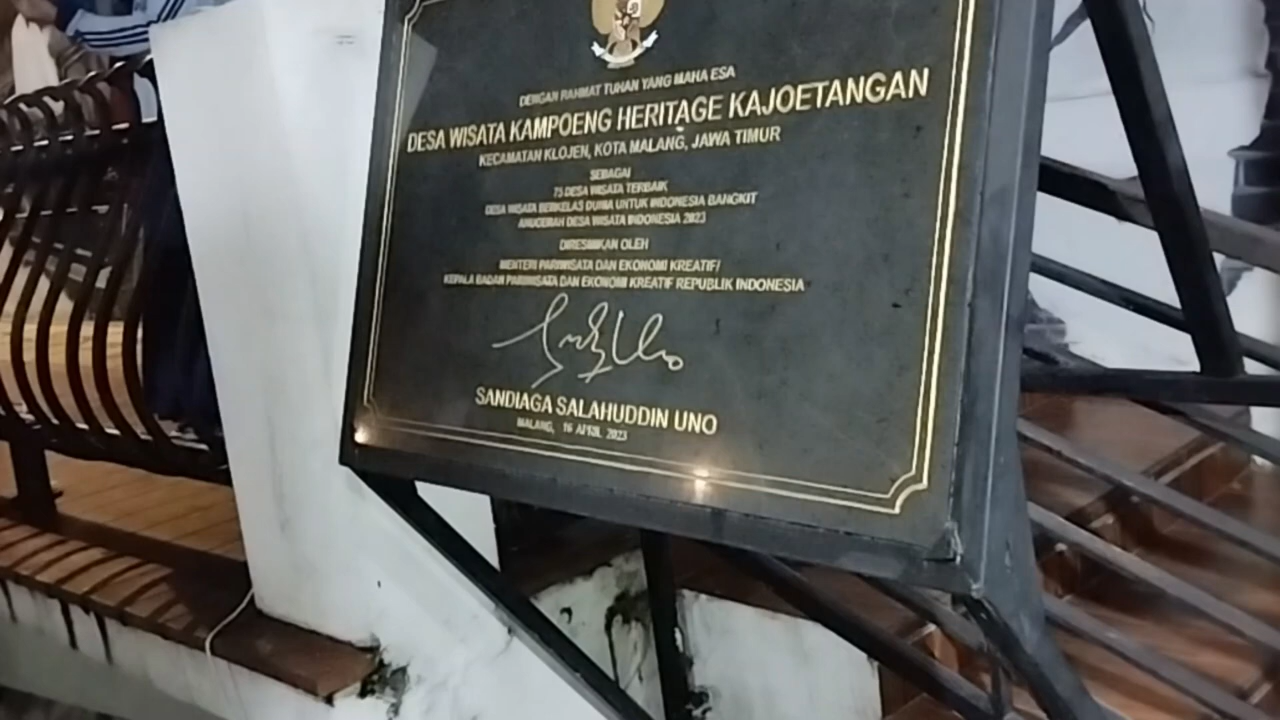 DENGAN RAHMAT TUHAN YANG MAHA ESA
DESA WISATA KAMPOENG HERITAGE KAJOETANGAN
KECAMATAN KLOJEN, KOTA MALANG, JAWA TIMUR
SEBAGAI
75 DESA WISATA TERBAIK
DESA WISATA BERKELAS DUNIA UNTUK INDONESIA BANGKIT
ANUGERAH DESA WISATA INDONESIA 2023
DIRESMIKAN OLEH
MENTERI PARIWISATA DAN EKONOMI KREATIF/
KEPALA BADAN PARIWISATA DAN EKONOMI KREATIF REPUBLIK INDONESIA
SANDIAGA SALAHUDDIN UNO
MALANG, 16 APRIL 2023